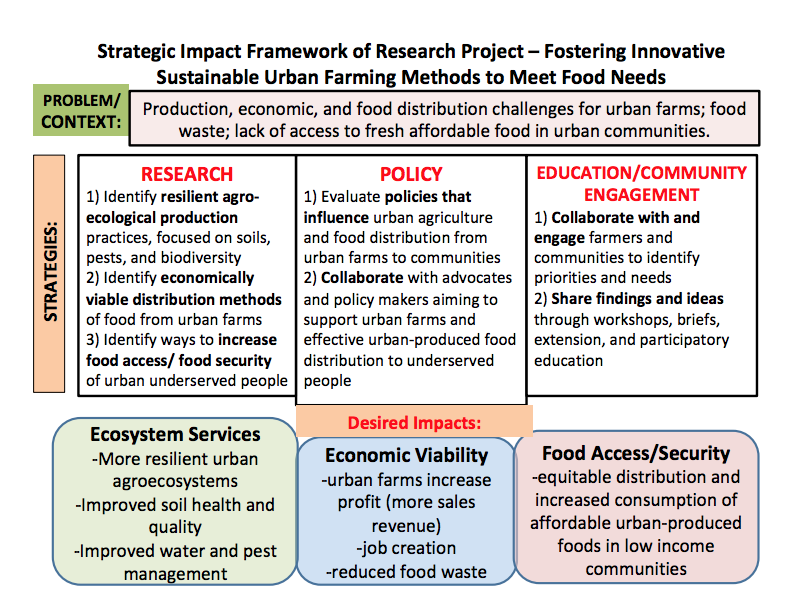 Strategic Impact Framework of Research Project – Fostering Innovative
Sustainable Urban Farming Methods to Meet Food Needs
PROBLEM/
CONTEXT:
Production, economic, and food distribution challenges for urban farms; food
waste; lack of access to fresh affordable food in urban communities.
STRATEGIES:
RESEARCH
1) Identify resilient agro-
ecological production
practices, focused on soils,
pests, and biodiversity
2) Identify economically
viable distribution methods
of food from urban farms
3) Identify ways to increase
food access/ food security
of urban underserved people
POLICY
1) Evaluate policies that
influence urban agriculture
and food distribution from
urban farms to communities
2) Collaborate with advocates
and policy makers aiming to
support urban farms and
effective urban-produced food
distribution to underserved
people
EDUCATION/COMMUNITY
ENGAGEMENT
1) Collaborate with and
engage farmers and
communities to identify
priorities and needs
2) Share findings and ideas
through workshops, briefs,
extension, and participatory
education
Desired Impacts:
Ecosystem Services
-More resilient urban
agroecosystems
-Improved soil health and
quality
-Improved water and pest
management
Economic Viability
-urban farms increase
profit (more sales
revenue)
-job creation
-reduced food waste
Food Access/Security
-equitable distribution and
increased consumption of
affordable urban-produced
foods in low income
communities